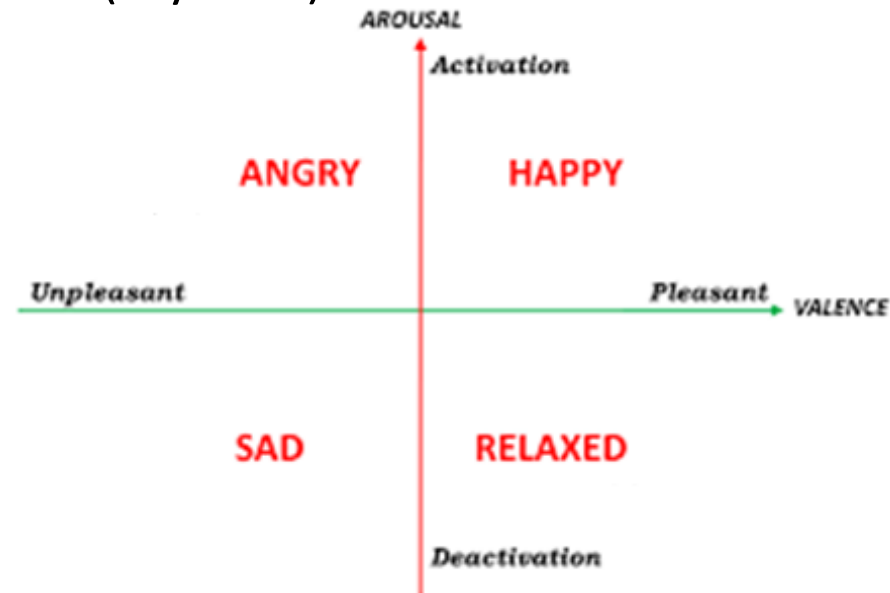 AROUSAL
Activation
ANGRY HAPPY
Unpleasant Pleasant VALENCE
SAD RELAXED
Deactivation